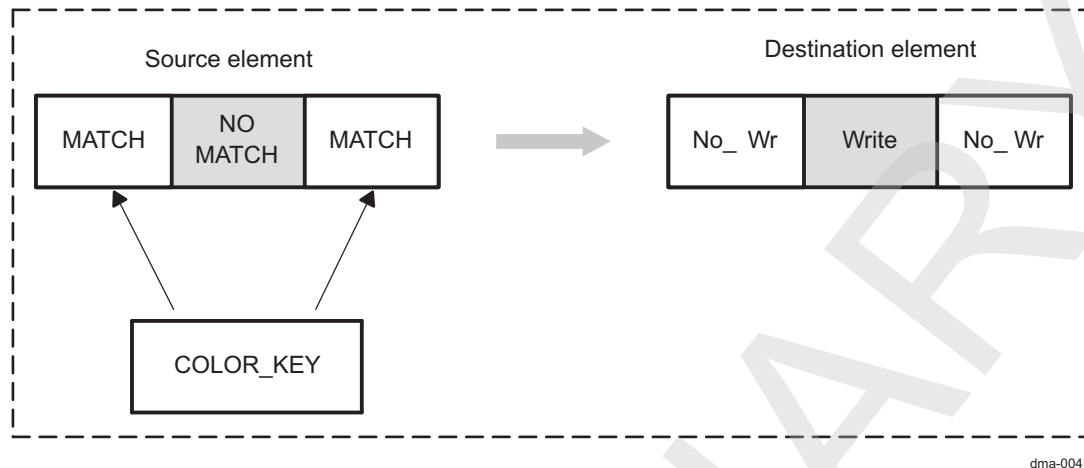 Source element
Destination element
MATCH
NO
MATCH
MATCH
No_ Wr
Write
No_ Wr
COLOR_KEY
dma-004